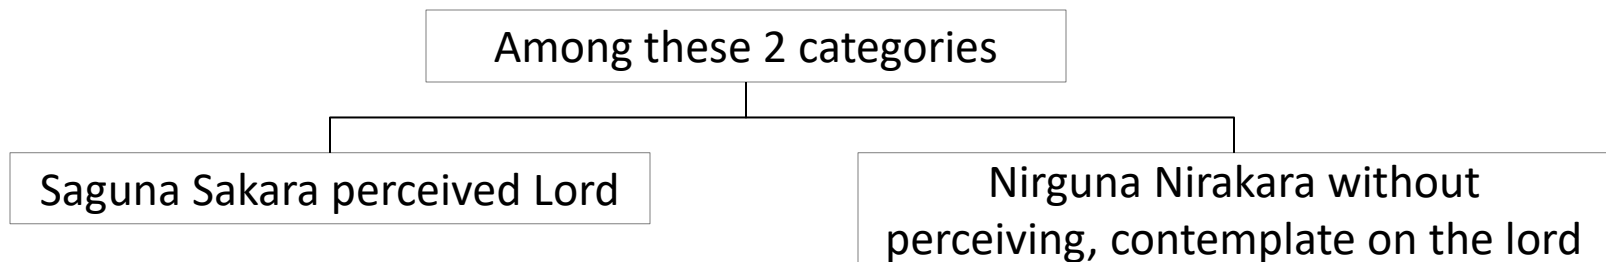 Among these 2 categories
Saguna Sakara perceived Lord
Nirguna Nirakara without
perceiving, contemplate on the lord